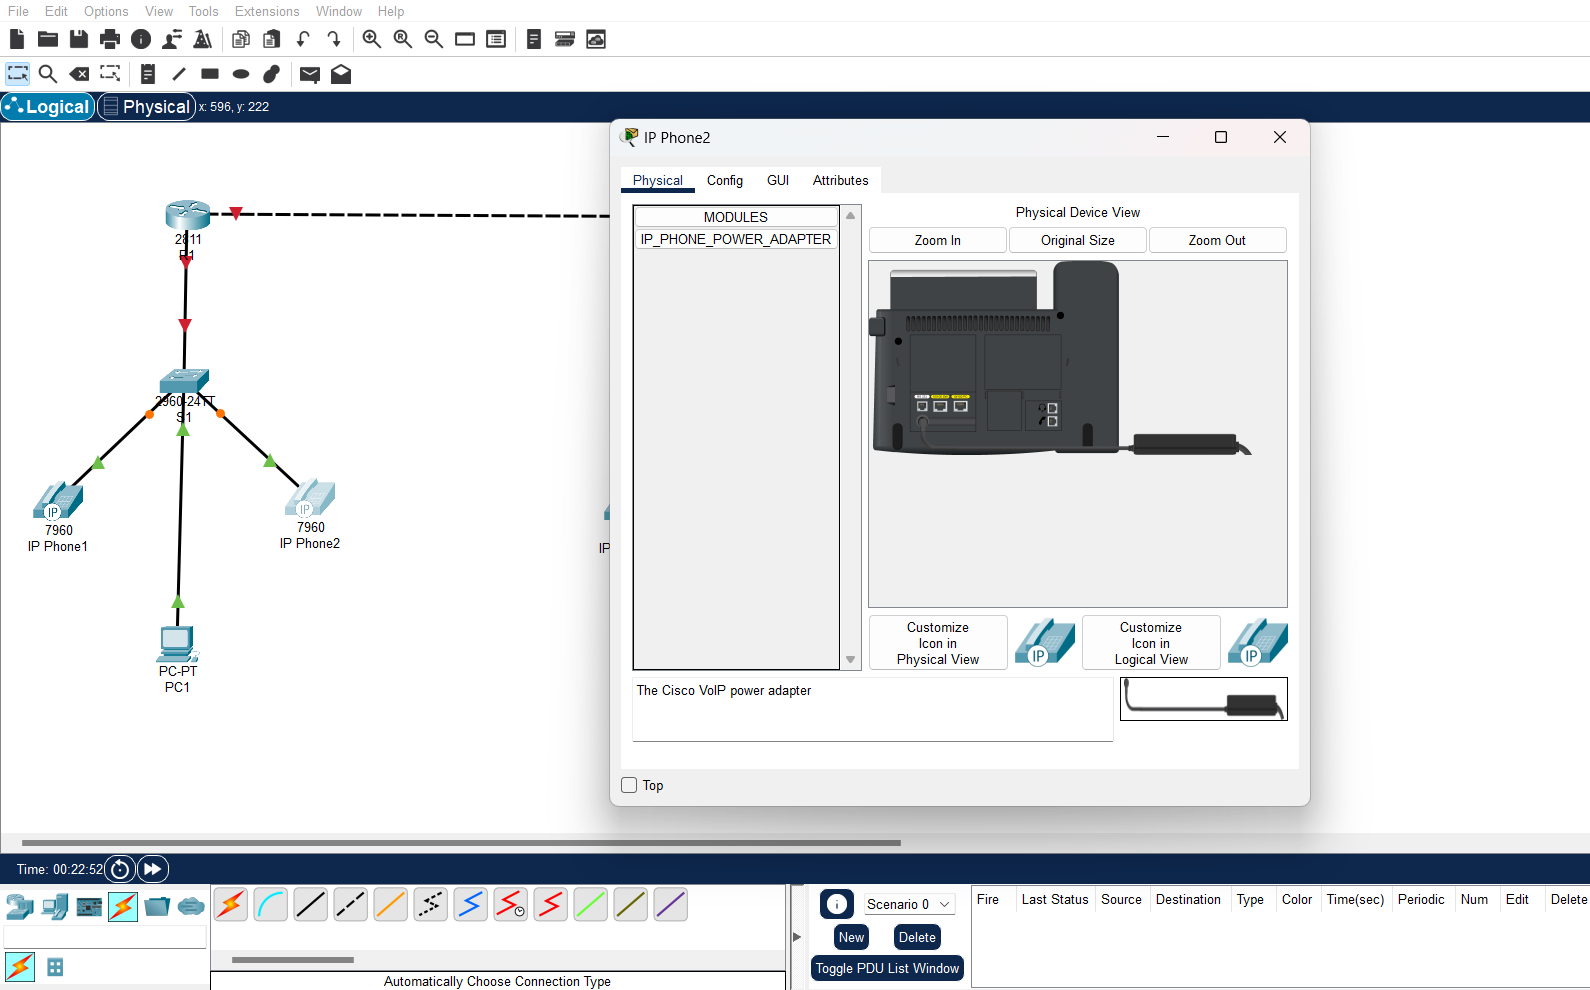 File Edit Options View Tools Extensions Window Help
Logical Physical x: 596, y: 222
IP Phone2
Physical Config GUI Attributes
MODULES
IP_PHONE_POWER_ADAPTER
Physical Device View
Zoom In Original Size Zoom Out
2811
R1
2960-24TT
S1
IP
7960
IP Phone1
IP
7960
IP Phone2
IP
PC-PT
PC1
Customize
Icon in
Physical View
IP
Customize
Icon in
Logical View
IP
The Cisco VoIP power adapter
Top
Time: 00:22:52
Scenario 0
New Delete
Toggle PDU List Window
Fire Last Status Source Destination Type Color Time(sec) Periodic Num Edit Delete
Automatically Choose Connection Type